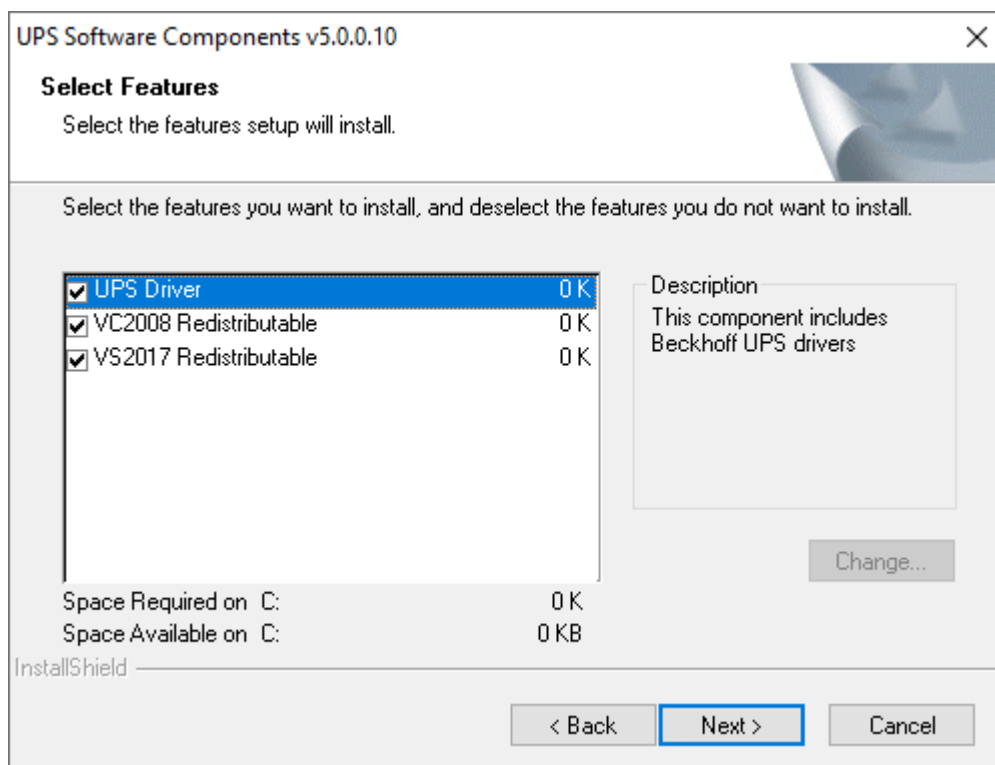 UPS Software Components v5.0.0.10
Select Features
Select the features setup will install.
Select the features you want to install, and deselect the features you do not want to install.
UPS Driver 0 K
VC2008 Redistributable 0 K
VS2017 Redistributable 0 K
Description
This component includes
Beckhoff UPS drivers
Change...
Space Required on C: 0 K
Space Available on C: 0 KB
InstallShield
< Back Next > Cancel